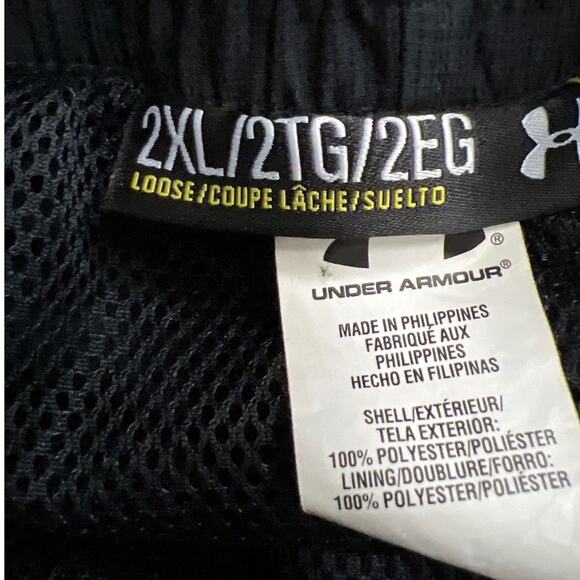 2XL/2TG/2EG
LOOSE/COUPE LÂCHE/SUELTO
®
UNDER ARMOUR®
MADE IN PHILIPPINES
FABRIQUÉ AUX
PHILIPPINES
HECHO EN FILIPINAS
SHELL/EXTÉRIEUR/
TELA EXTERIOR:
100% POLYESTER/POLIÉSTER
LINING/DOUBLURE/FORRO:
100% POLYESTER/POLIÉSTER